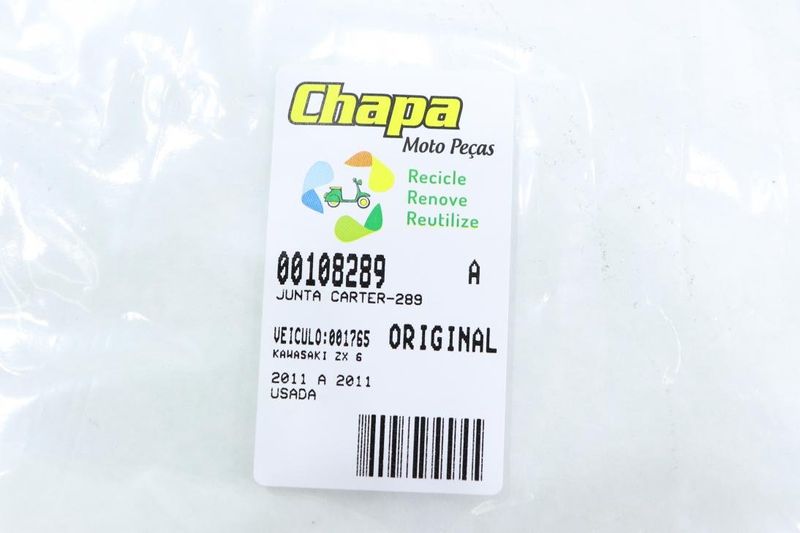 Chapa
Moto Peças
Recicle
Renove
Reutilize
00108289 A
JUNTA CARTER-289
VEICULO:001765 ORIGINAL
KAWASAKI ZX 6
2011 A 2011
USADA